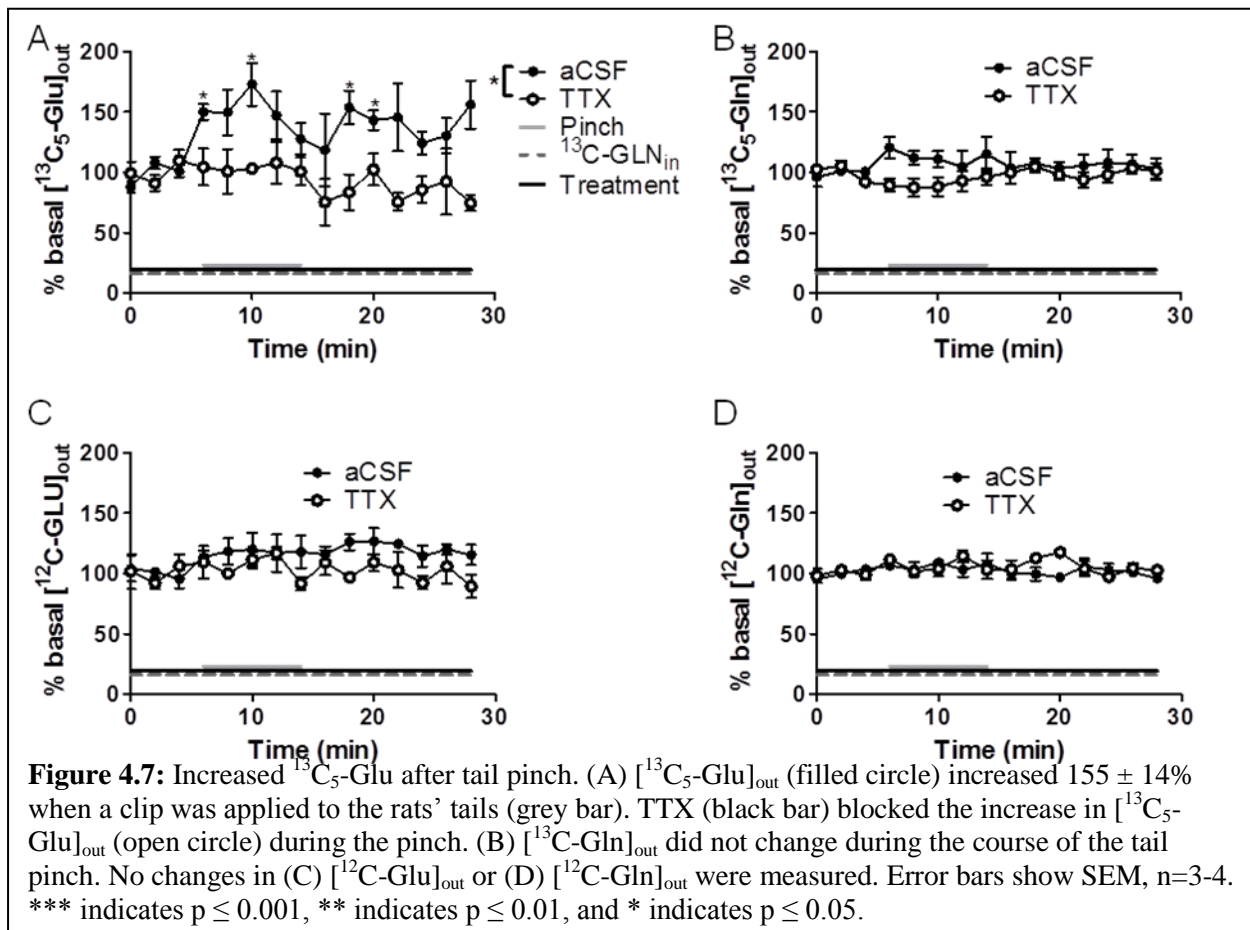 A
200
150
100
50
0
% basal [¹³C₅-Glu]out
* * * *
0 10 20 30
Time (min)
* aCSF
TTX
Pinch
¹³C-GLNin
Treatment
B
200
150
100
50
0
% basal [¹³C₅-Gln]out
aCSF
TTX
0 10 20 30
Time (min)
C
200
150
100
50
0
% basal [¹²C-GLU]out
aCSF
TTX
0 10 20 30
Time (min)
D
200
150
100
50
0
% basal [¹²C-Gln]out
aCSF
TTX
0 10 20 30
Time (min)
Figure 4.7: Increased ¹³C₅-Glu after tail pinch. (A) [¹³C₅-Glu]out (filled circle) increased 155 ± 14%
when a clip was applied to the rats’ tails (grey bar). TTX (black bar) blocked the increase in [¹³C₅-
Glu]out (open circle) during the pinch. (B) [¹³C-Gln]out did not change during the course of the tail
pinch. No changes in (C) [¹²C-Glu]out or (D) [¹²C-Gln]out were measured. Error bars show SEM, n=3-4.
*** indicates p ≤ 0.001, ** indicates p ≤ 0.01, and * indicates p ≤ 0.05.